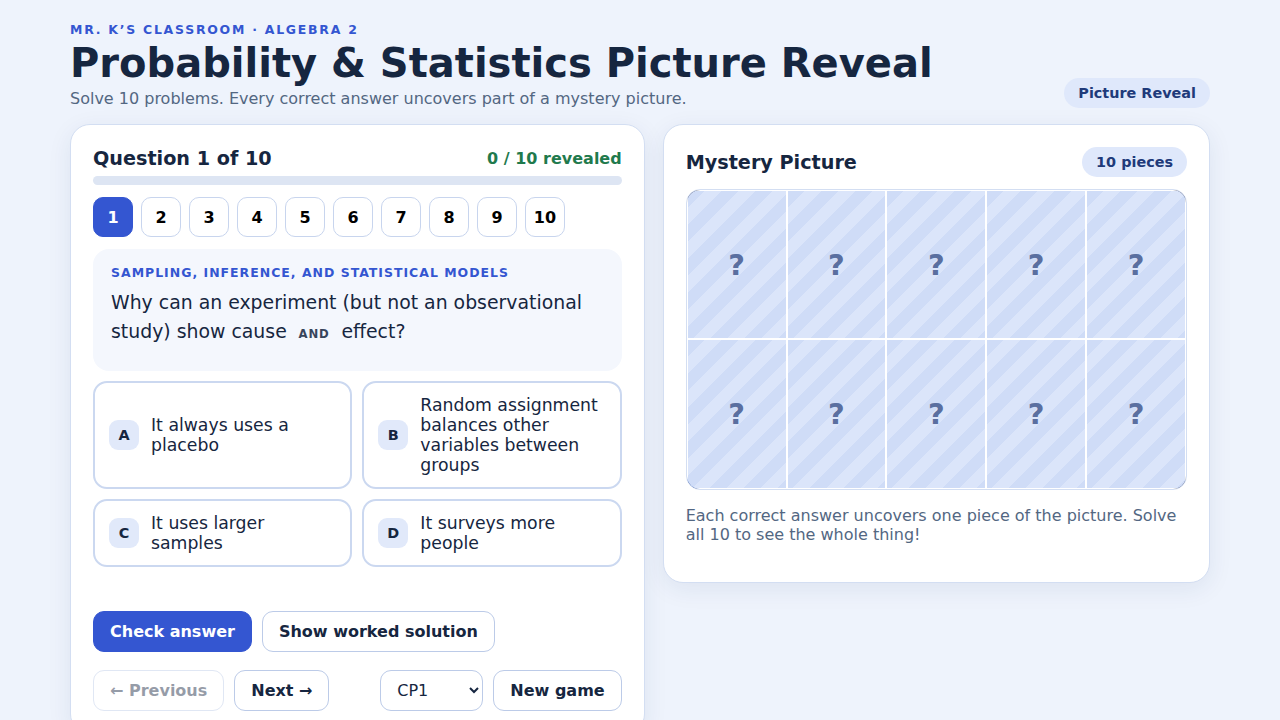 MR. K'S CLASSROOM · ALGEBRA 2
Probability & Statistics Picture Reveal
Solve 10 problems. Every correct answer uncovers part of a mystery picture.
Picture Reveal
Question 1 of 10
0 / 10 revealed
1 2 3 4 5 6 7 8 9 10
SAMPLING, INFERENCE, AND STATISTICAL MODELS
Why can an experiment (but not an observational
study) show cause AND effect?
A It always uses a
placebo
B Random assignment
balances other
variables between
groups
C It uses larger
samples
D It surveys more
people
Check answer
Show worked solution
← Previous
Next →
CP1
New game
Mystery Picture
10 pieces
? ? ? ? ?
? ? ? ? ?
Each correct answer uncovers one piece of the picture. Solve
all 10 to see the whole thing!